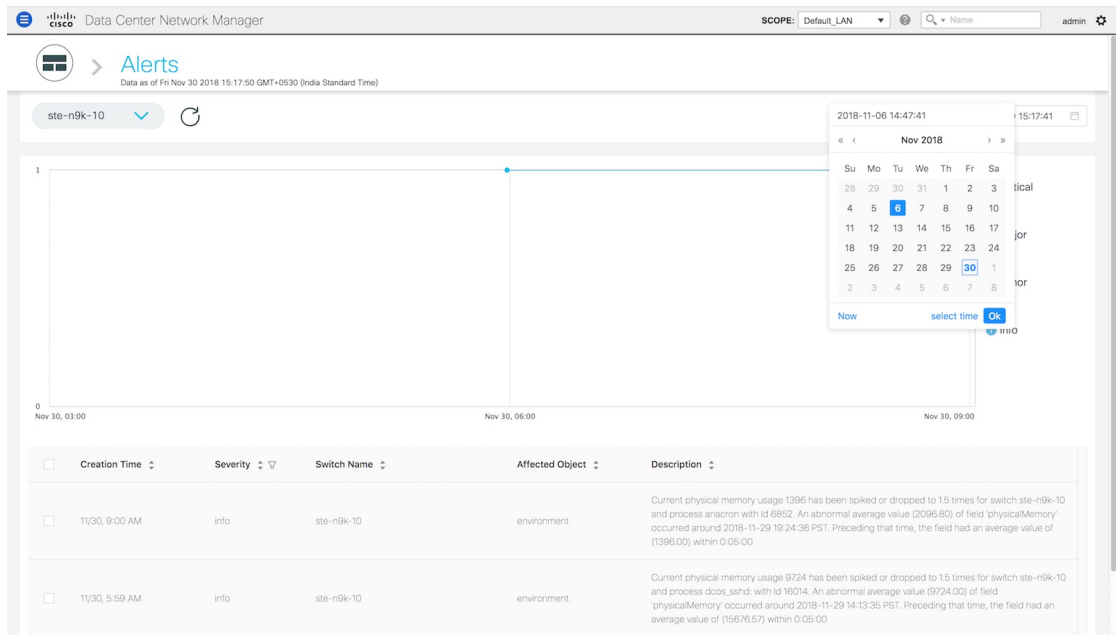 cisco Data Center Network Manager
SCOPE: Default_LAN
Name
admin
Alerts
Data as of Fri Nov 30 2018 15:17:50 GMT+0530 (India Standard Time)
ste-n9k-10
2018-11-06 14:47:41
15:17:41
« ‹ Nov 2018 › »
Su Mo Tu We Th Fr Sa
28 29 30 31 1 2 3
4 5 6 7 8 9 10
11 12 13 14 15 16 17
18 19 20 21 22 23 24
25 26 27 28 29 30 1
2 3 4 5 6 7 8
Now select time Ok
tical
jor
nor
1
0
Nov 30, 03:00 Nov 30, 06:00 Nov 30, 09:00
Creation Time Severity Switch Name Affected Object Description
11/30, 9:00 AM info ste-n9k-10 environment
Current physical memory usage 1396 has been spiked or dropped to 1.5 times for switch ste-n9k-10
and process anacron with Id 6852. An abnormal average value (2096.80) of field 'physicalMemory'
occurred around 2018-11-29 19:24:36 PST. Preceding that time, the field had an average value of
(1396.00) within 0:05:00
11/30, 5:59 AM info ste-n9k-10 environment
Current physical memory usage 9724 has been spiked or dropped to 1.5 times for switch ste-n9k-10
and process dcos_sshd: with Id 16014. An abnormal average value (9724.00) of field
'physicalMemory' occurred around 2018-11-29 14:13:35 PST. Preceding that time, the field had an
average value of (15676.57) within 0:05:00